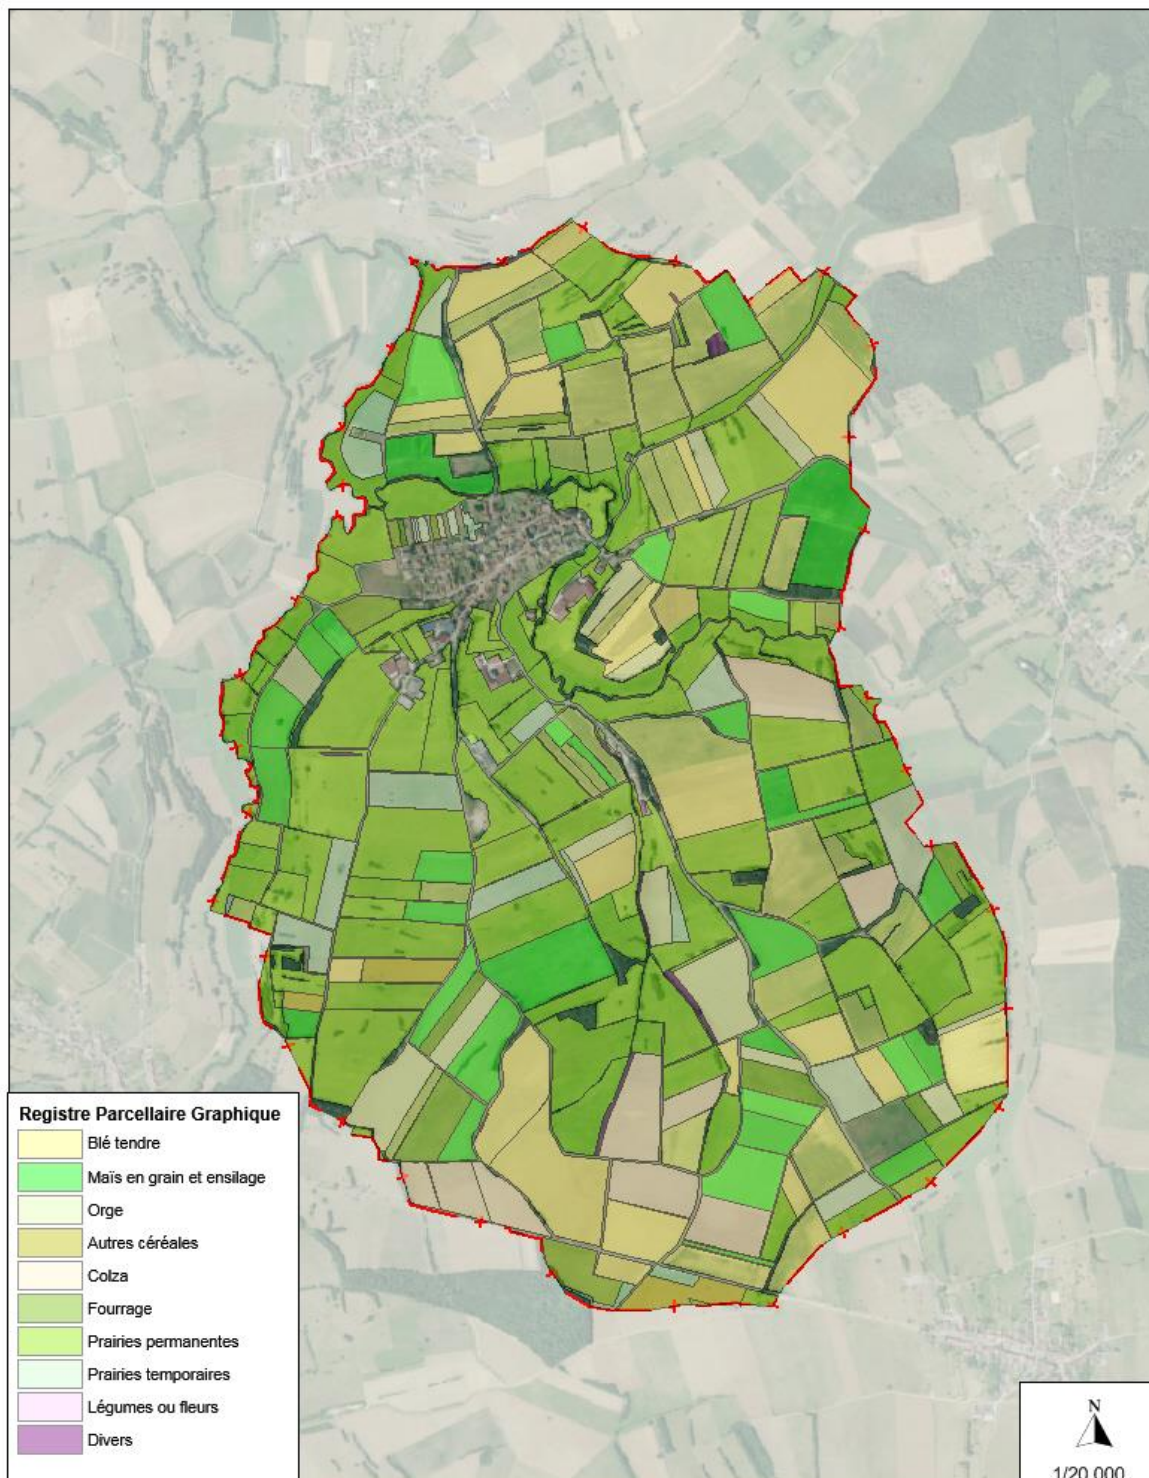 Registre Parcellaire Graphique
Blé tendre
Maïs en grain et ensilage
Orge
Autres céréales
Colza
Fourrage
Prairies permanentes
Prairies temporaires
Légumes ou fleurs
Divers
N
1/20 000